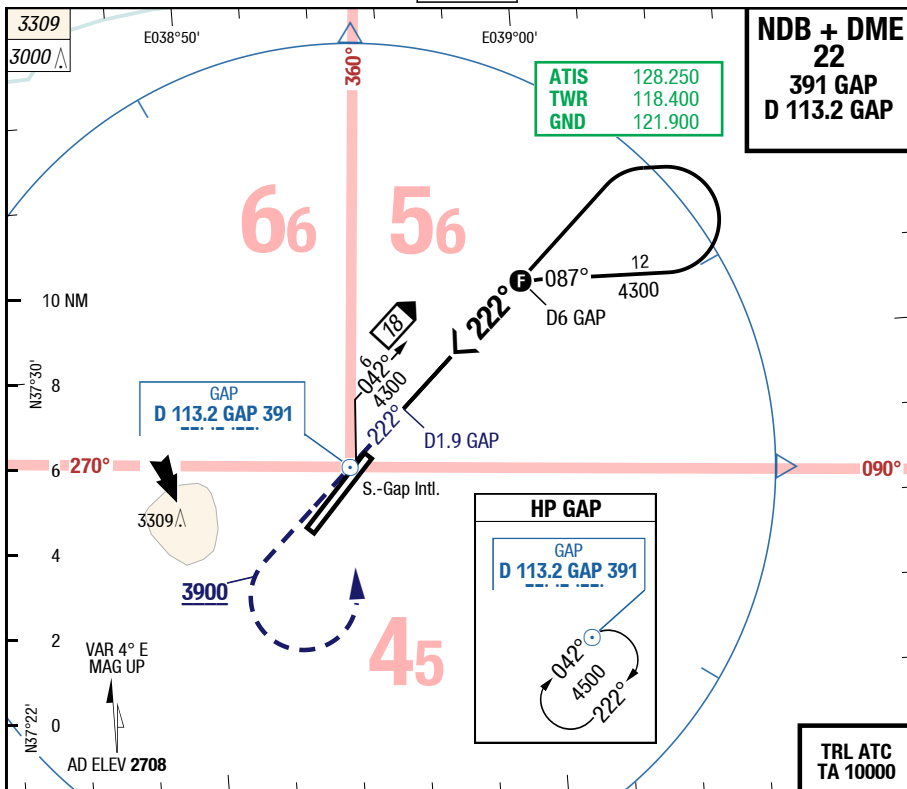 3309
3000
E038°50'
E039°00'
NDB + DME
22
391 GAP
D 113.2 GAP
360°
ATIS 128.250
TWR 118.400
GND 121.900
66
56
12
087°
4300
F
D6 GAP
222°
10 NM
18
6
042°
4300
N37°30'
8
GAP
D 113.2 GAP 391
222°
D1.9 GAP
270°
6
090°
S.-Gap Intl.
3309
HP GAP
GAP
D 113.2 GAP 391
4
3900
042°
4500
222°
2
45
VAR 4° E
MAG UP
N37°22'
0
AD ELEV 2708
TRL ATC
TA 10000